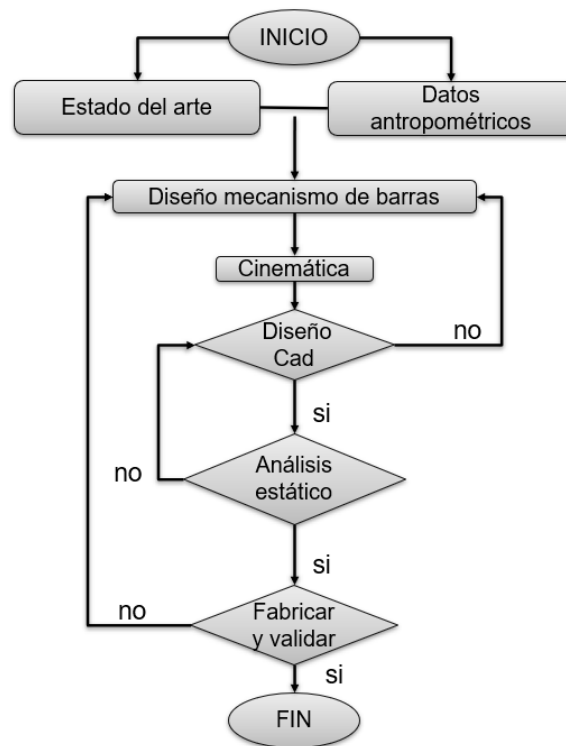 INICIO
Estado del arte
Datos
antropométricos
Diseño mecanismo de barras
Cinemática
Diseño
Cad
no
si
Análisis
estático
no
si
Fabricar
y validar
no
si
FIN